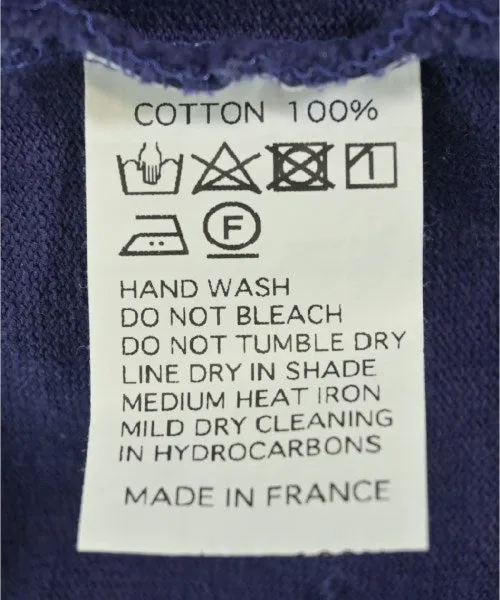 COTTON 100%
F
HAND WASH
DO NOT BLEACH
DO NOT TUMBLE DRY
LINE DRY IN SHADE
MEDIUM HEAT IRON
MILD DRY CLEANING
IN HYDROCARBONS
MADE IN FRANCE